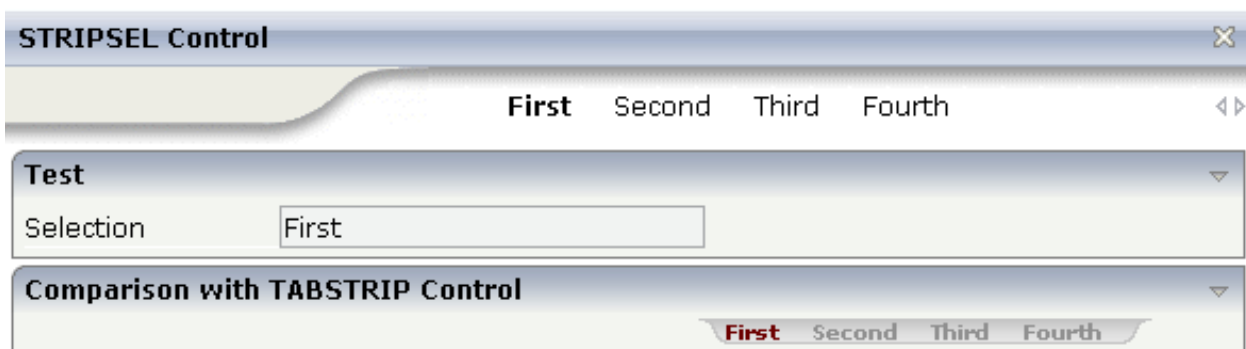 STRIPSEL Control
First Second Third Fourth
Test
Selection First
Comparison with TABSTRIP Control
First Second Third Fourth